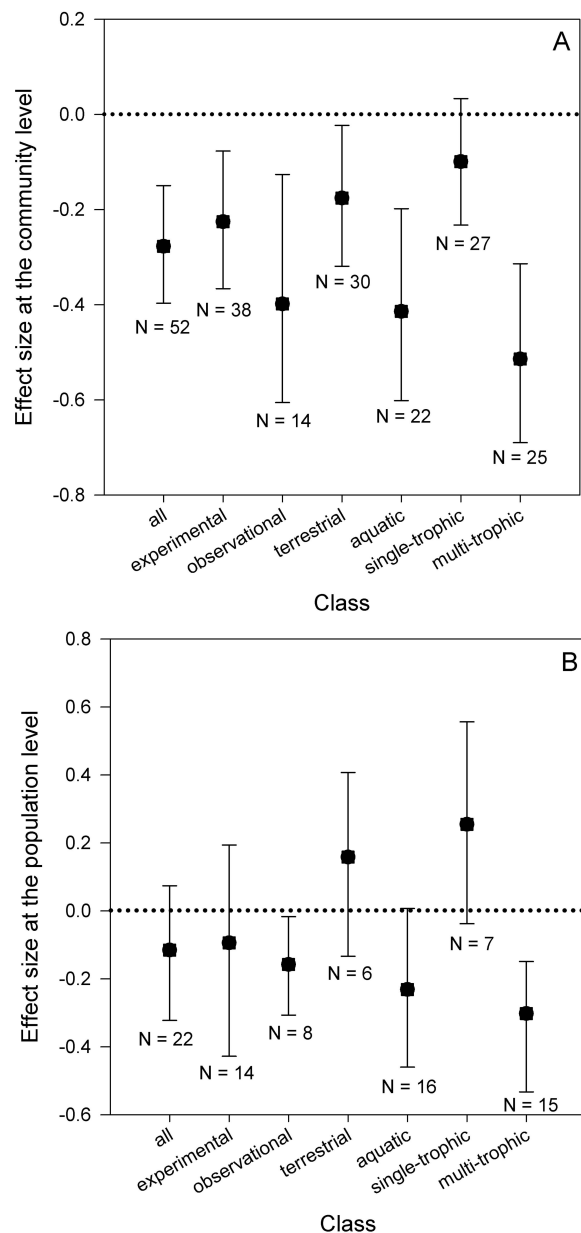 A
Effect size at the community level
0.2
0.0
-0.2
-0.4
-0.6
-0.8
N = 52
N = 38
N = 14
N = 30
N = 22
N = 27
N = 25
all
experimental
observational
terrestrial
aquatic
single-trophic
multi-trophic
Class
B
Effect size at the population level
0.8
0.6
0.4
0.2
0.0
-0.2
-0.4
-0.6
N = 22
N = 14
N = 8
N = 6
N = 16
N = 7
N = 15
all
experimental
observational
terrestrial
aquatic
single-trophic
multi-trophic
Class